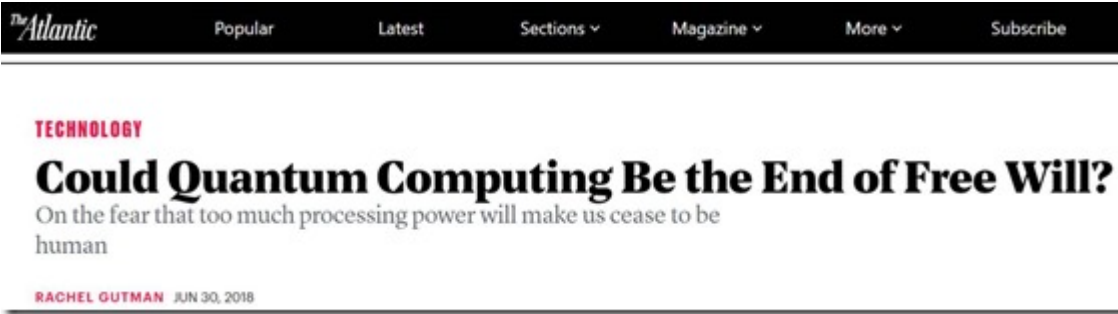 The Atlantic Popular Latest Sections Magazine More Subscribe
TECHNOLOGY
Could Quantum Computing Be the End of Free Will?
On the fear that too much processing power will make us cease to be
human
RACHEL GUTMAN JUN 30, 2018